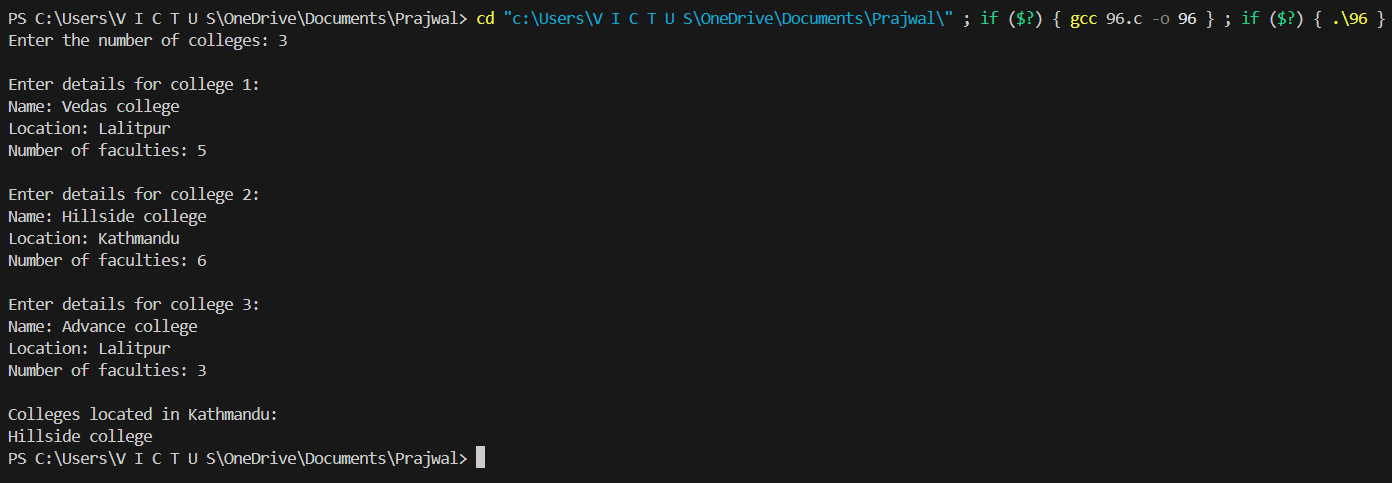 PS C:\Users\V I C T U S\OneDrive\Documents\Prajwal> cd "c:\Users\V I C T U S\OneDrive\Documents\Prajwal\" ; if ($?) { gcc 96.c -o 96 } ; if ($?) { .\96 }
Enter the number of colleges: 3
Enter details for college 1:
Name: Vedas college
Location: Lalitpur
Number of faculties: 5
Enter details for college 2:
Name: Hillside college
Location: Kathmandu
Number of faculties: 6
Enter details for college 3:
Name: Advance college
Location: Lalitpur
Number of faculties: 3
Colleges located in Kathmandu:
Hillside college
PS C:\Users\V I C T U S\OneDrive\Documents\Prajwal>